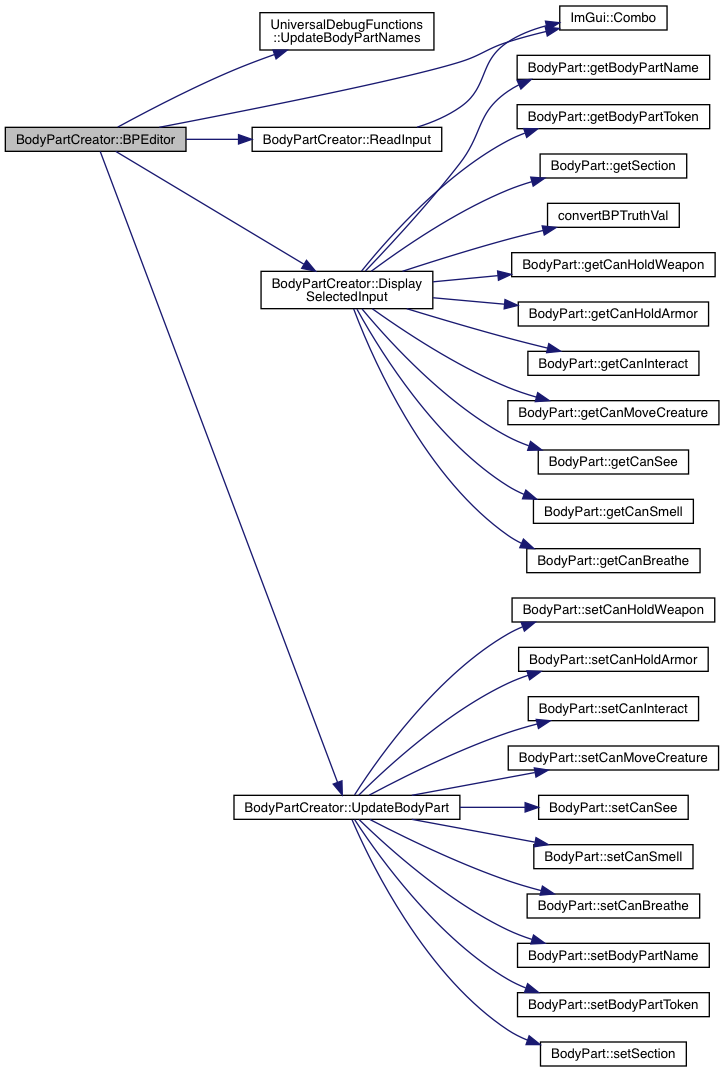 BodyPartCreator::BPEditor
UniversalDebugFunctions
::UpdateBodyPartNames
ImGui::Combo
BodyPartCreator::ReadInput
BodyPartCreator::Display
SelectedInput
BodyPart::getBodyPartName
BodyPart::getBodyPartToken
BodyPart::getSection
convertBPTruthVal
BodyPart::getCanHoldWeapon
BodyPart::getCanHoldArmor
BodyPart::getCanInteract
BodyPart::getCanMoveCreature
BodyPart::getCanSee
BodyPart::getCanSmell
BodyPart::getCanBreathe
BodyPartCreator::UpdateBodyPart
BodyPart::setCanHoldWeapon
BodyPart::setCanHoldArmor
BodyPart::setCanInteract
BodyPart::setCanMoveCreature
BodyPart::setCanSee
BodyPart::setCanSmell
BodyPart::setCanBreathe
BodyPart::setBodyPartName
BodyPart::setBodyPartToken
BodyPart::setSection